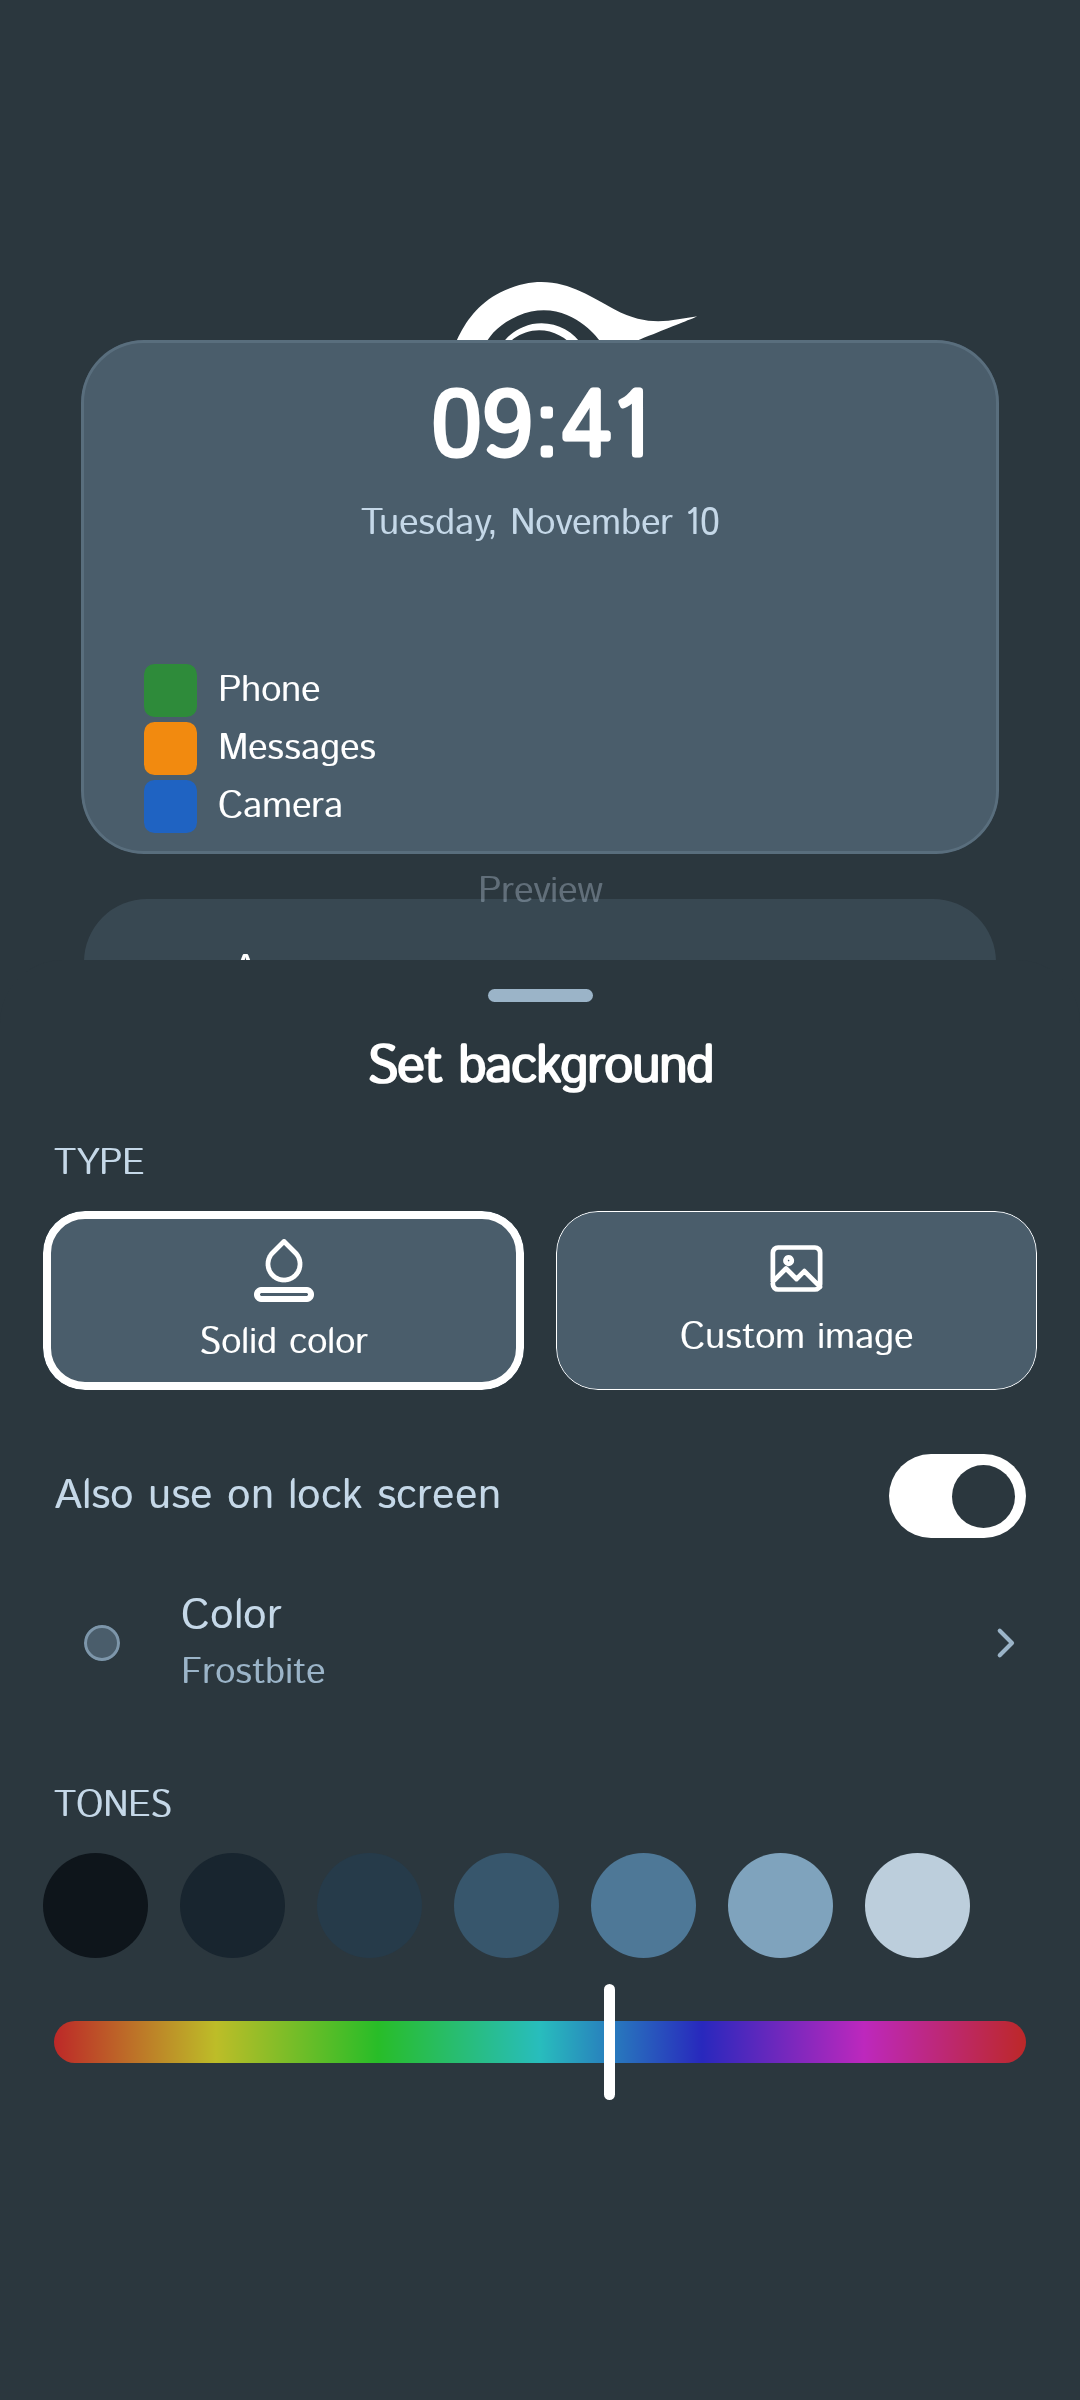 09:41
Tuesday, November 10
Phone
Messages
Camera
Preview
Set background
TYPE
Solid color
Custom image
Also use on lock screen
Color
Frostbite
TONES